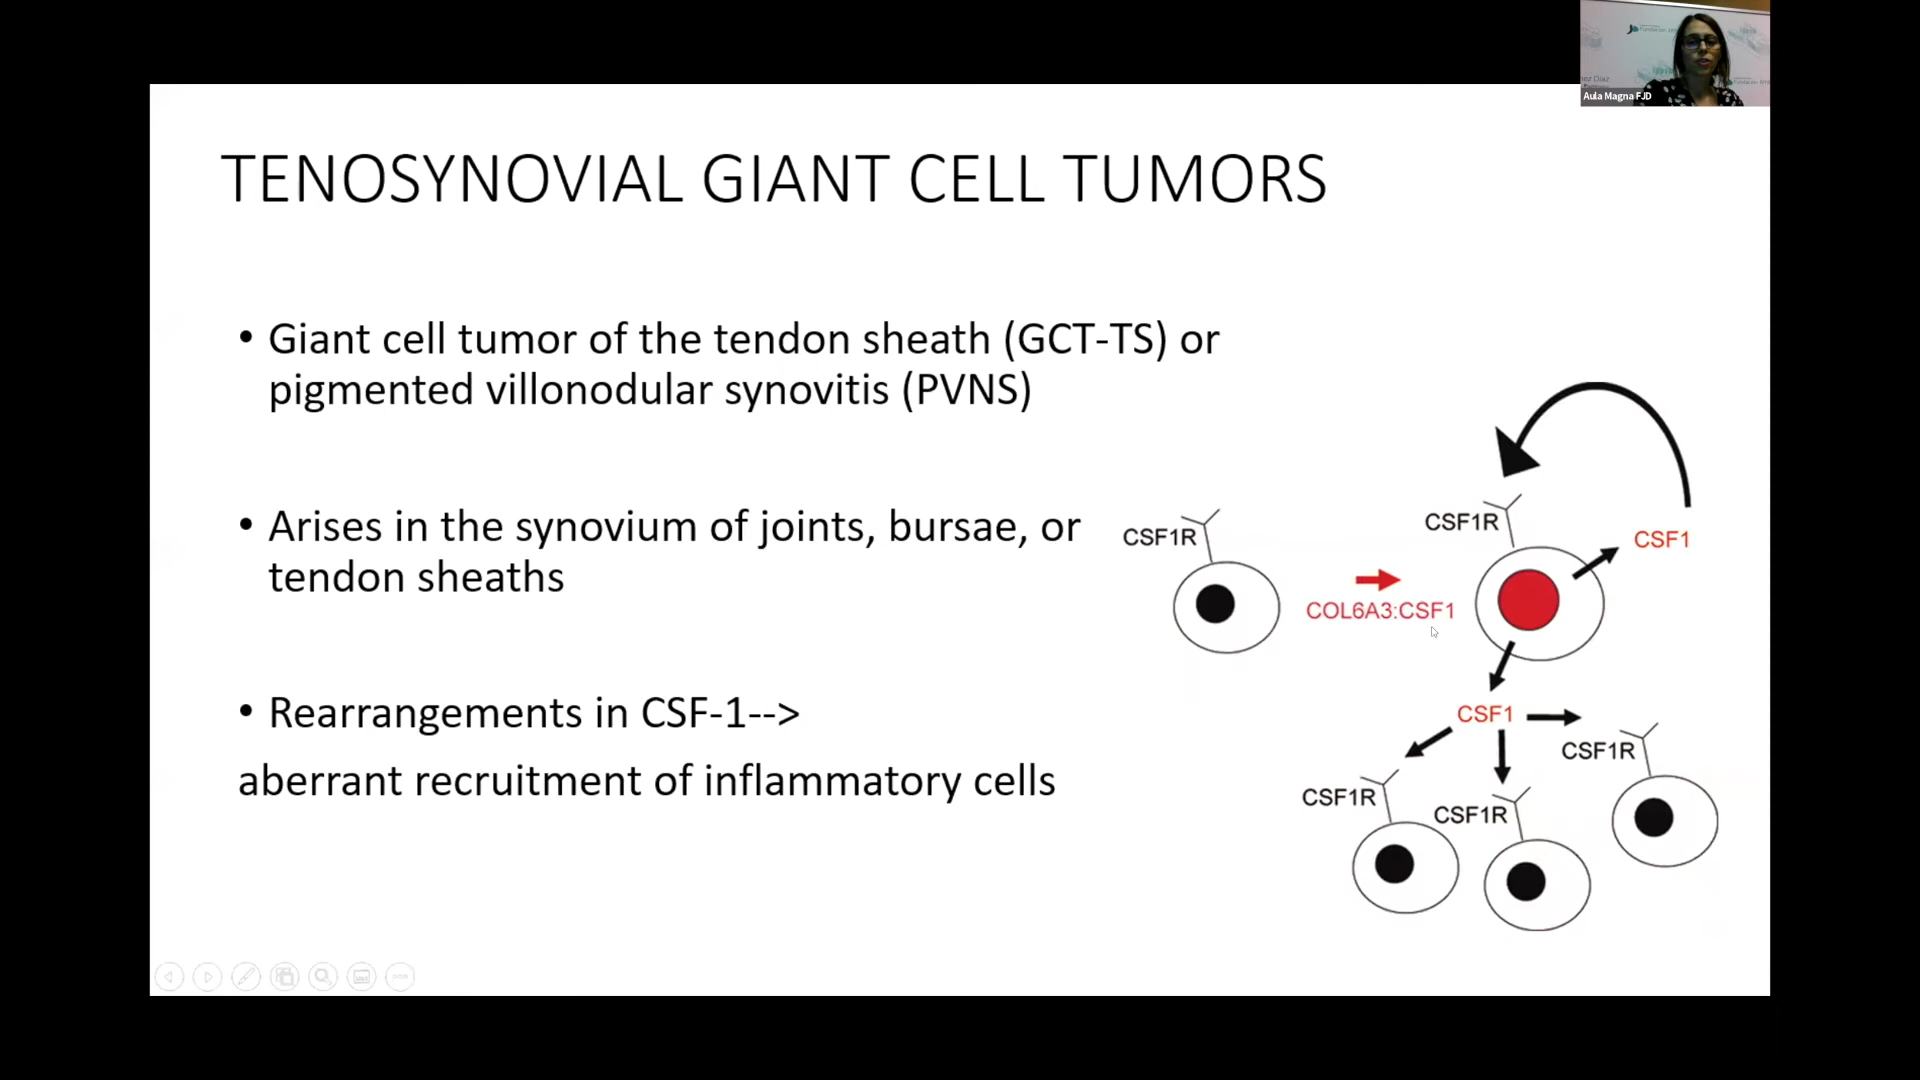 Aula Magna FJD
TENOSYNOVIAL GIANT CELL TUMORS
• Giant cell tumor of the tendon sheath (GCT-TS) or
pigmented villonodular synovitis (PVNS)
• Arises in the synovium of joints, bursae, or
tendon sheaths
• Rearrangements in CSF-1-->
aberrant recruitment of inflammatory cells
CSF1R
COL6A3:CSF1
CSF1R
CSF1
CSF1
CSF1R
CSF1R
CSF1R